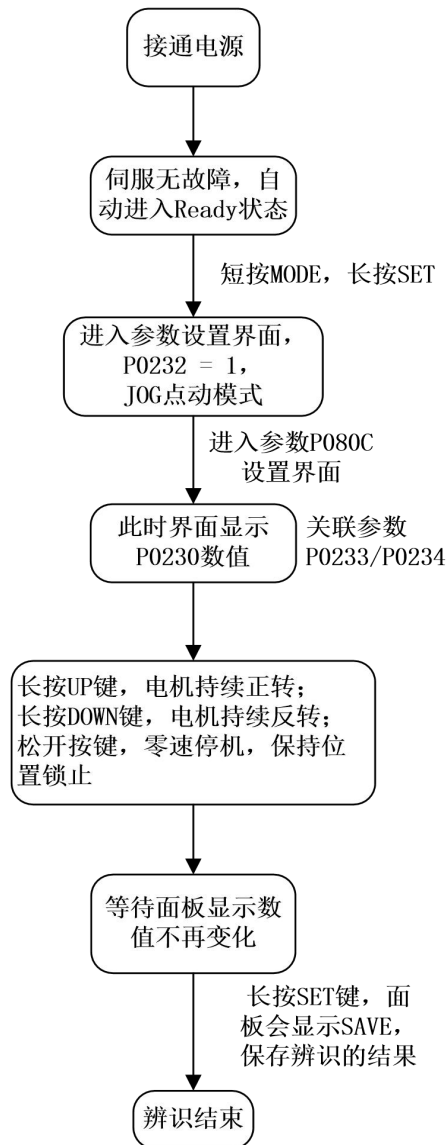 接通电源
伺服无故障，自
动进入Ready状态
短按MODE，长按SET
进入参数设置界面，
P0232 = 1，
JOG点动模式
进入参数P080C
设置界面
此时界面显示
P0230数值
关联参数
P0233/P0234
长按UP键，电机持续正转；
长按DOWN键，电机持续反转；
松开按键，零速停机，保持位
置锁止
等待面板显示数
值不再变化
长按SET键，面
板会显示SAVE，
保存辨识的结果
辨识结束